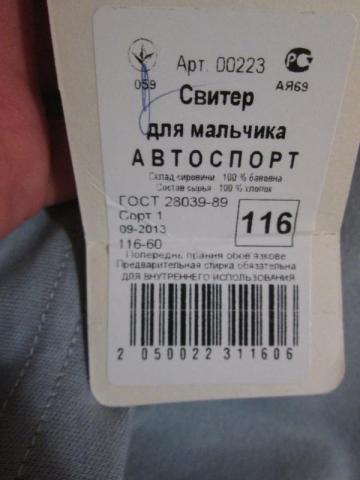 Арт. 00223
059
АЯ69
Свитер
для мальчика
АВТОСПОРТ
Склад сировини 100 % бавовна
Состав сырья 100 % хлопок
ГОСТ 28039-89
Сорт 1
116
09-2013
116-60
Попереднє прання обов'язкове
Предварительная стирка обязательна
ДЛЯ ВНУТРЕННЕГО ИСПОЛЬЗОВАНИЯ
2 050022 311606